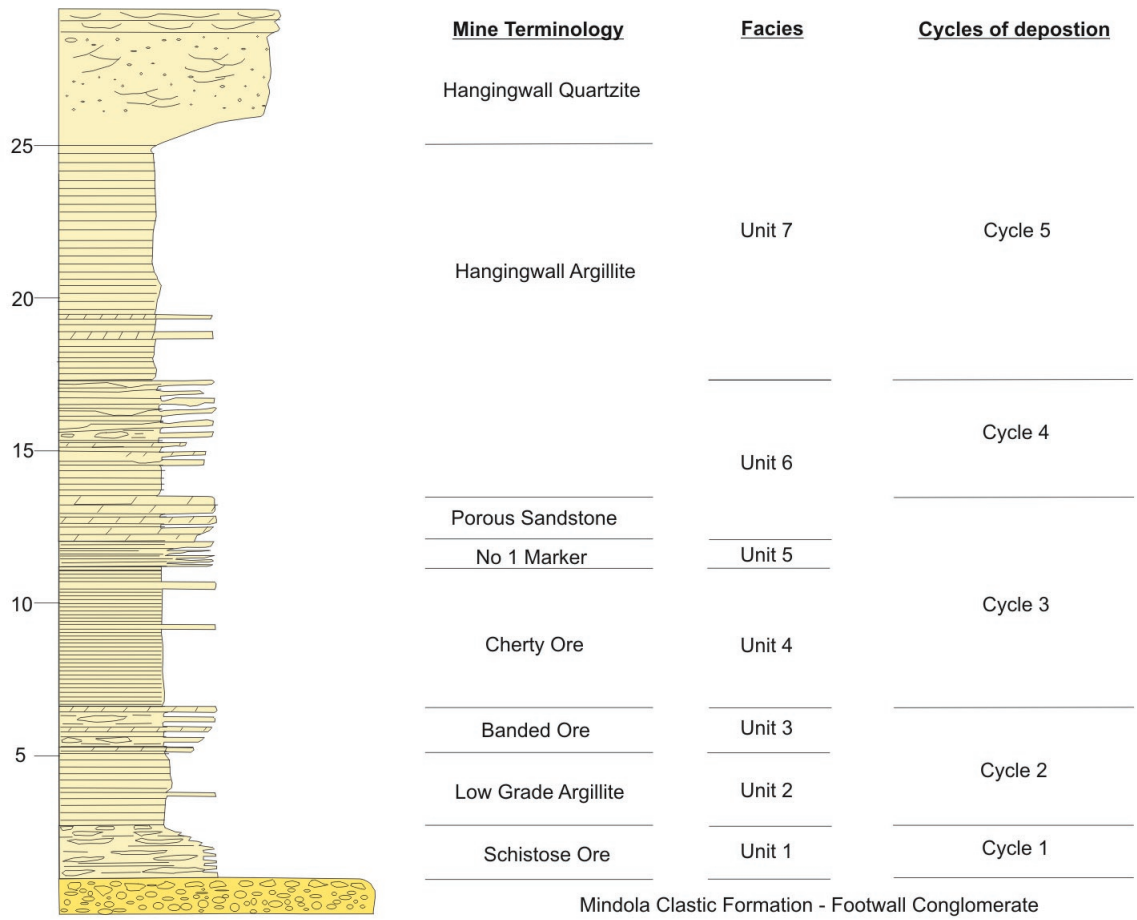 Mine Terminology Facies Cycles of depostion
Hangingwall Quartzite
25
Unit 7 Cycle 5
Hangingwall Argillite
20
Cycle 4
15
Unit 6
Porous Sandstone
No 1 Marker Unit 5
10
Cycle 3
Cherty Ore Unit 4
Banded Ore Unit 3
5
Cycle 2
Low Grade Argillite Unit 2
Schistose Ore Unit 1 Cycle 1
Mindola Clastic Formation - Footwall Conglomerate